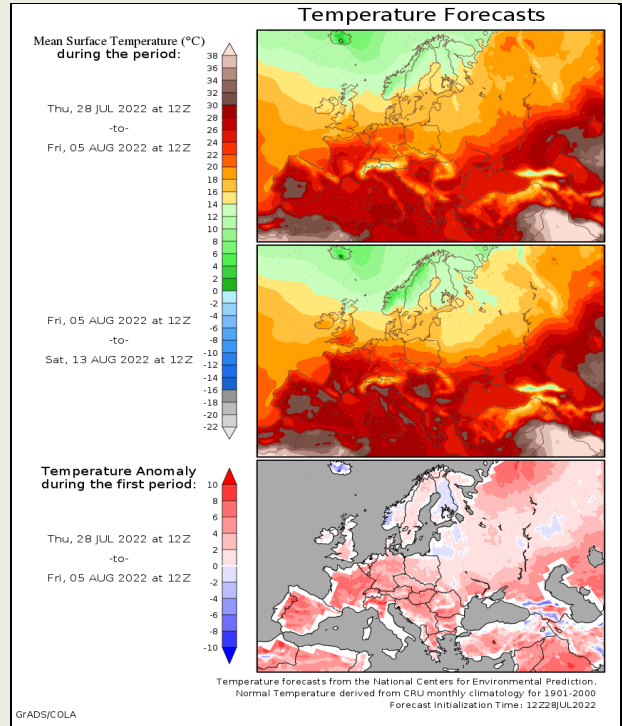 Temperature Forecasts
Mean Surface Temperature (°C)
during the period:
Thu, 28 JUL 2022 at 12Z
-to-
Fri, 05 AUG 2022 at 12Z
38
36
34
32
30
28
26
24
22
20
18
16
14
12
10
8
6
4
2
0
-2
-4
-6
-8
-10
-12
-14
-16
-18
-20
-22
Fri, 05 AUG 2022 at 12Z
-to-
Sat, 13 AUG 2022 at 12Z
Temperature Anomaly
during the first period:
Thu, 28 JUL 2022 at 12Z
-to-
Fri, 05 AUG 2022 at 12Z
10
8
6
4
2
0
-2
-4
-6
-8
-10
Temperature forecasts from the National Centers for Environmental Prediction.
Normal Temperature derived from CRU monthly climatology for 1901-2000
Forecast Initialization Time: 12Z28JUL2022
GrADS/COLA